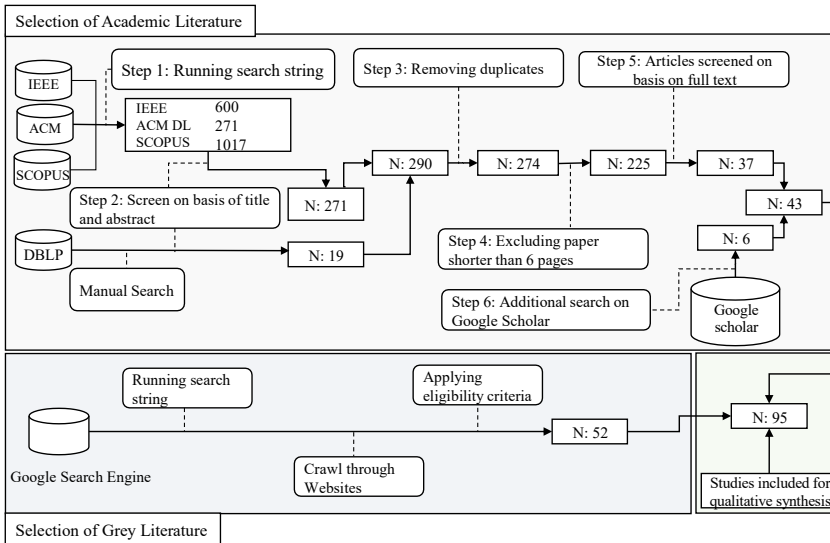 Selection of Academic Literature
IEEE
ACM
SCOPUS
Step 1: Running search string
IEEE 600
ACM DL 271
SCOPUS 1017
Step 2: Screen on basis of title
and abstract
DBLP
Manual Search
N: 271
N: 19
N: 290
Step 3: Removing duplicates
N: 274
Step 4: Excluding paper
shorter than 6 pages
N: 225
Step 5: Articles screened on
basis on full text
N: 37
N: 43
N: 6
Step 6: Additional search on
Google Scholar
Google
scholar
Google Search Engine
Running search
string
Crawl through
Websites
Applying
eligibility criteria
N: 52
N: 95
Studies included for
qualitative synthesis
Selection of Grey Literature